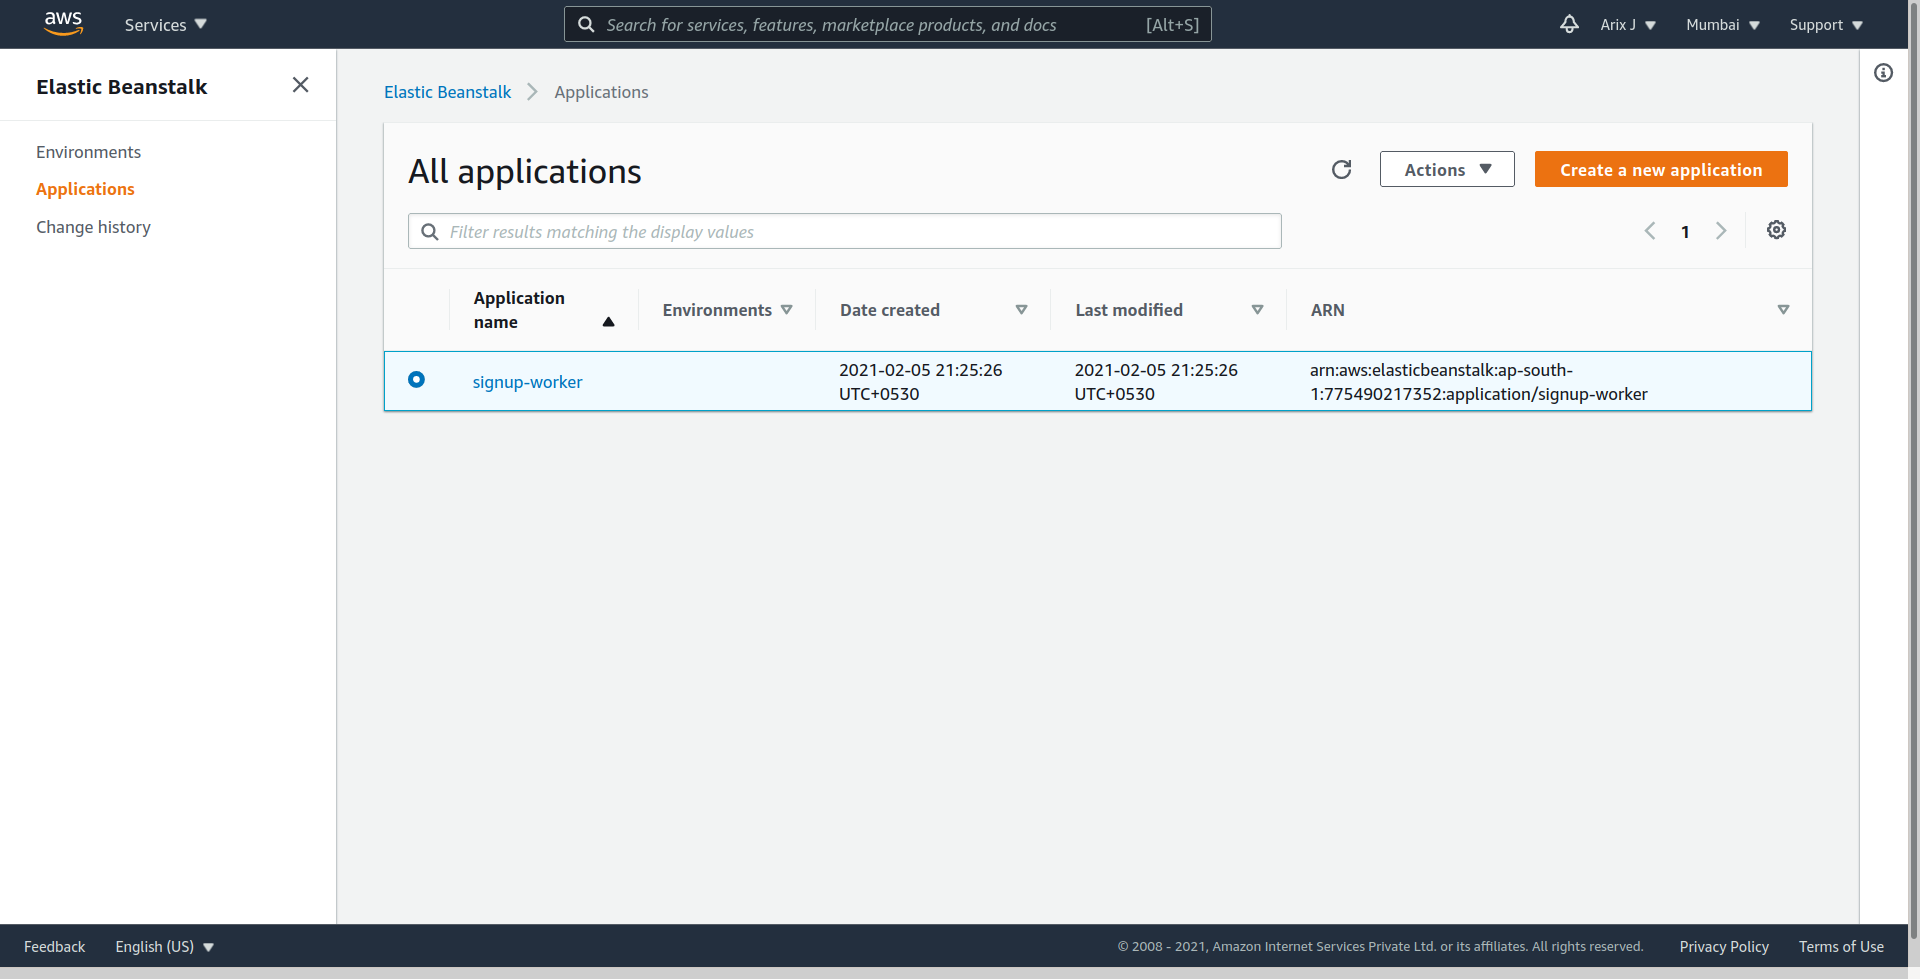 aws
Services
Search for services, features, marketplace products, and docs
[Alt+S]
Arix J
Mumbai
Support
Elastic Beanstalk
Environments
Applications
Change history
Elastic Beanstalk
Applications
All applications
Actions
Create a new application
Filter results matching the display values
1
Application
name
Environments
Date created
Last modified
ARN
signup-worker
2021-02-05 21:25:26
UTC+0530
2021-02-05 21:25:26
UTC+0530
arn:aws:elasticbeanstalk:ap-south-
1:775490217352:application/signup-worker
Feedback
English (US)
© 2008 - 2021, Amazon Internet Services Private Ltd. or its affiliates. All rights reserved.
Privacy Policy
Terms of Use